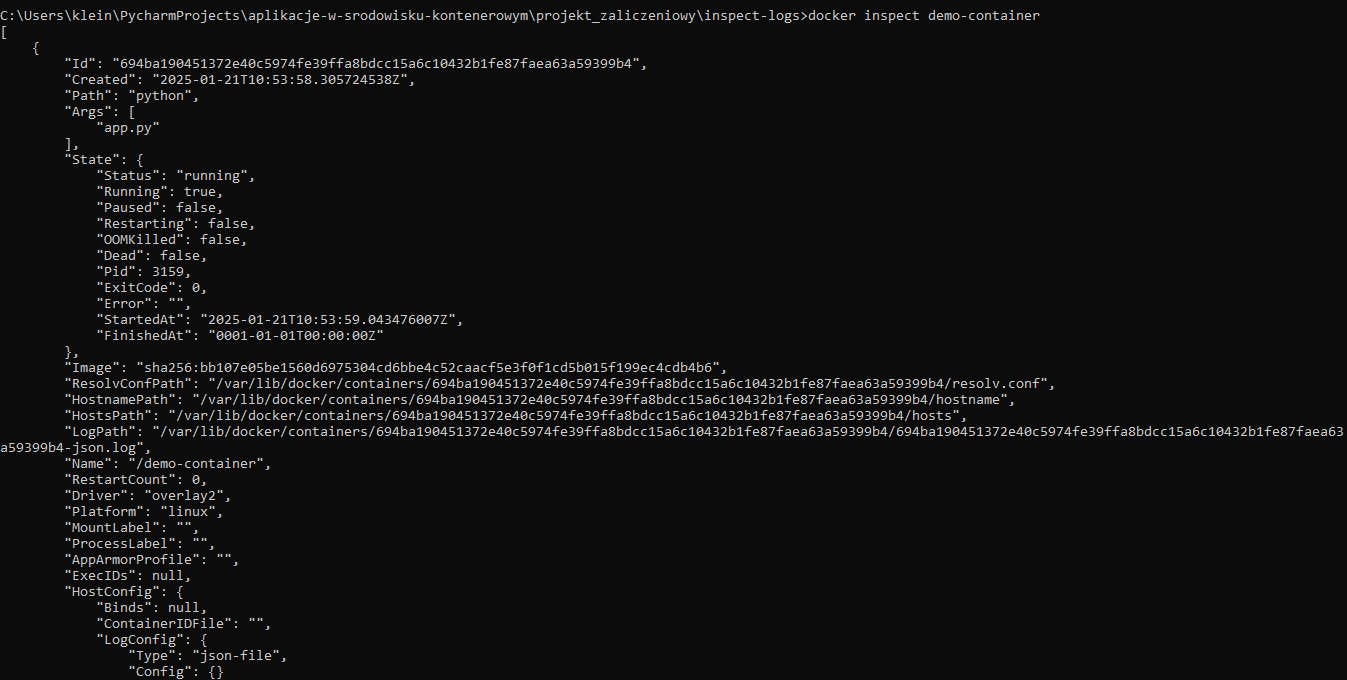 C:\Users\klein\PycharmProjects\aplikacje-w-srodowisku-kontenerowym\projekt_zaliczeniowy\inspect-logs>docker inspect demo-container
[
    {
        "Id": "694ba190451372e40c5974fe39ffa8bdcc15a6c10432b1fe87faea63a59399b4",
        "Created": "2025-01-21T10:53:58.305724538Z",
        "Path": "python",
        "Args": [
            "app.py"
        ],
        "State": {
            "Status": "running",
            "Running": true,
            "Paused": false,
            "Restarting": false,
            "OOMKilled": false,
            "Dead": false,
            "Pid": 3159,
            "ExitCode": 0,
            "Error": "",
            "StartedAt": "2025-01-21T10:53:59.043476007Z",
            "FinishedAt": "0001-01-01T00:00:00Z"
        },
        "Image": "sha256:bb107e05be1560d6975304cd6bbe4c52caacf5e3f0f1cd5b015f199ec4cdb4b6",
        "ResolvConfPath": "/var/lib/docker/containers/694ba190451372e40c5974fe39ffa8bdcc15a6c10432b1fe87faea63a59399b4/resolv.conf",
        "HostnamePath": "/var/lib/docker/containers/694ba190451372e40c5974fe39ffa8bdcc15a6c10432b1fe87faea63a59399b4/hostname",
        "HostsPath": "/var/lib/docker/containers/694ba190451372e40c5974fe39ffa8bdcc15a6c10432b1fe87faea63a59399b4/hosts",
        "LogPath": "/var/lib/docker/containers/694ba190451372e40c5974fe39ffa8bdcc15a6c10432b1fe87faea63a59399b4/694ba190451372e40c5974fe39ffa8bdcc15a6c10432b1fe87faea63
a59399b4-json.log",
        "Name": "/demo-container",
        "RestartCount": 0,
        "Driver": "overlay2",
        "Platform": "linux",
        "MountLabel": "",
        "ProcessLabel": "",
        "AppArmorProfile": "",
        "ExecIDs": null,
        "HostConfig": {
            "Binds": null,
            "ContainerIDFile": "",
            "LogConfig": {
                "Type": "json-file",
                "Config": {}